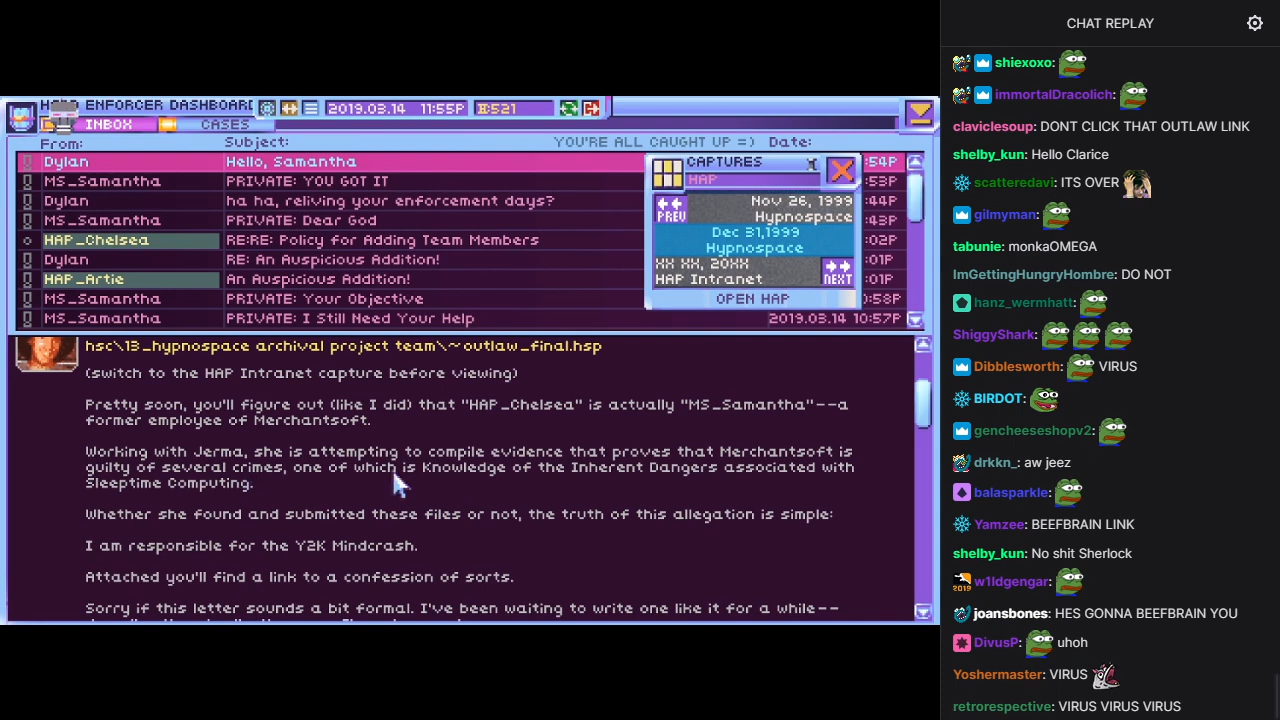 ENFORCER DASHBOARD
2019.03.14 11:55P
521
INBOX
CASES
From:
Subject:
YOU'RE ALL CAUGHT UP =)
Date:
Dylan
Hello, Samantha
:54P
MS_Samantha
PRIVATE: YOU GOT IT
:53P
Dylan
ha ha, reliving your enforcement days?
:44P
MS_Samantha
PRIVATE: Dear God
:43P
HAP_Chelsea
RE:RE: Policy for Adding Team Members
:02P
Dylan
RE: An Auspicious Addition!
:01P
HAP_Artie
An Auspicious Addition!
:01P
MS_Samantha
PRIVATE: Your Objective
0:58P
MS_Samantha
PRIVATE: I Still Need Your Help
2019.03.14 10:57P
CAPTURES
HAP
PREV
Nov 26, 1999
Hypnospace
Dec 31,1999
Hypnospace
XX XX, 20XX
HAP Intranet
NEXT
OPEN HAP
hsc\13_hypnospace archival project team\~outlaw_final.hsp
(switch to the HAP Intranet capture before viewing)
Pretty soon, you'll figure out (like I did) that "HAP_Chelsea" is actually "MS_Samantha"--a
former employee of Merchantsoft.
Working with Jerma, she is attempting to compile evidence that proves that Merchantsoft is
guilty of several crimes, one of which is Knowledge of the Inherent Dangers associated with
Sleeptime Computing.
Whether she found and submitted these files or not, the truth of this allegation is simple:
I am responsible for the Y2K Mindcrash.
Attached you'll find a link to a confession of sorts.
Sorry if this letter sounds a bit formal. I've been waiting to write one like it for a while--
CHAT REPLAY
shiexoxo:
immortalDracolich:
claviclesoup: DONT CLICK THAT OUTLAW LINK
shelby_kun: Hello Clarice
scatteredavi: ITS OVER
gilmyman:
tabunie: monkaOMEGA
ImGettingHungryHombre: DO NOT
hanz_wermhatt:
ShiggyShark:
Dibblesworth: VIRUS
BIRDOT:
gencheeseshopv2:
drkkn_: aw jeez
balasparkle:
Yamzee: BEEFBRAIN LINK
shelby_kun: No shit Sherlock
2019 w1ldgengar:
joansbones: HES GONNA BEEFBRAIN YOU
DivusP: uhoh
Yoshermaster: VIRUS
retrorespective: VIRUS VIRUS VIRUS